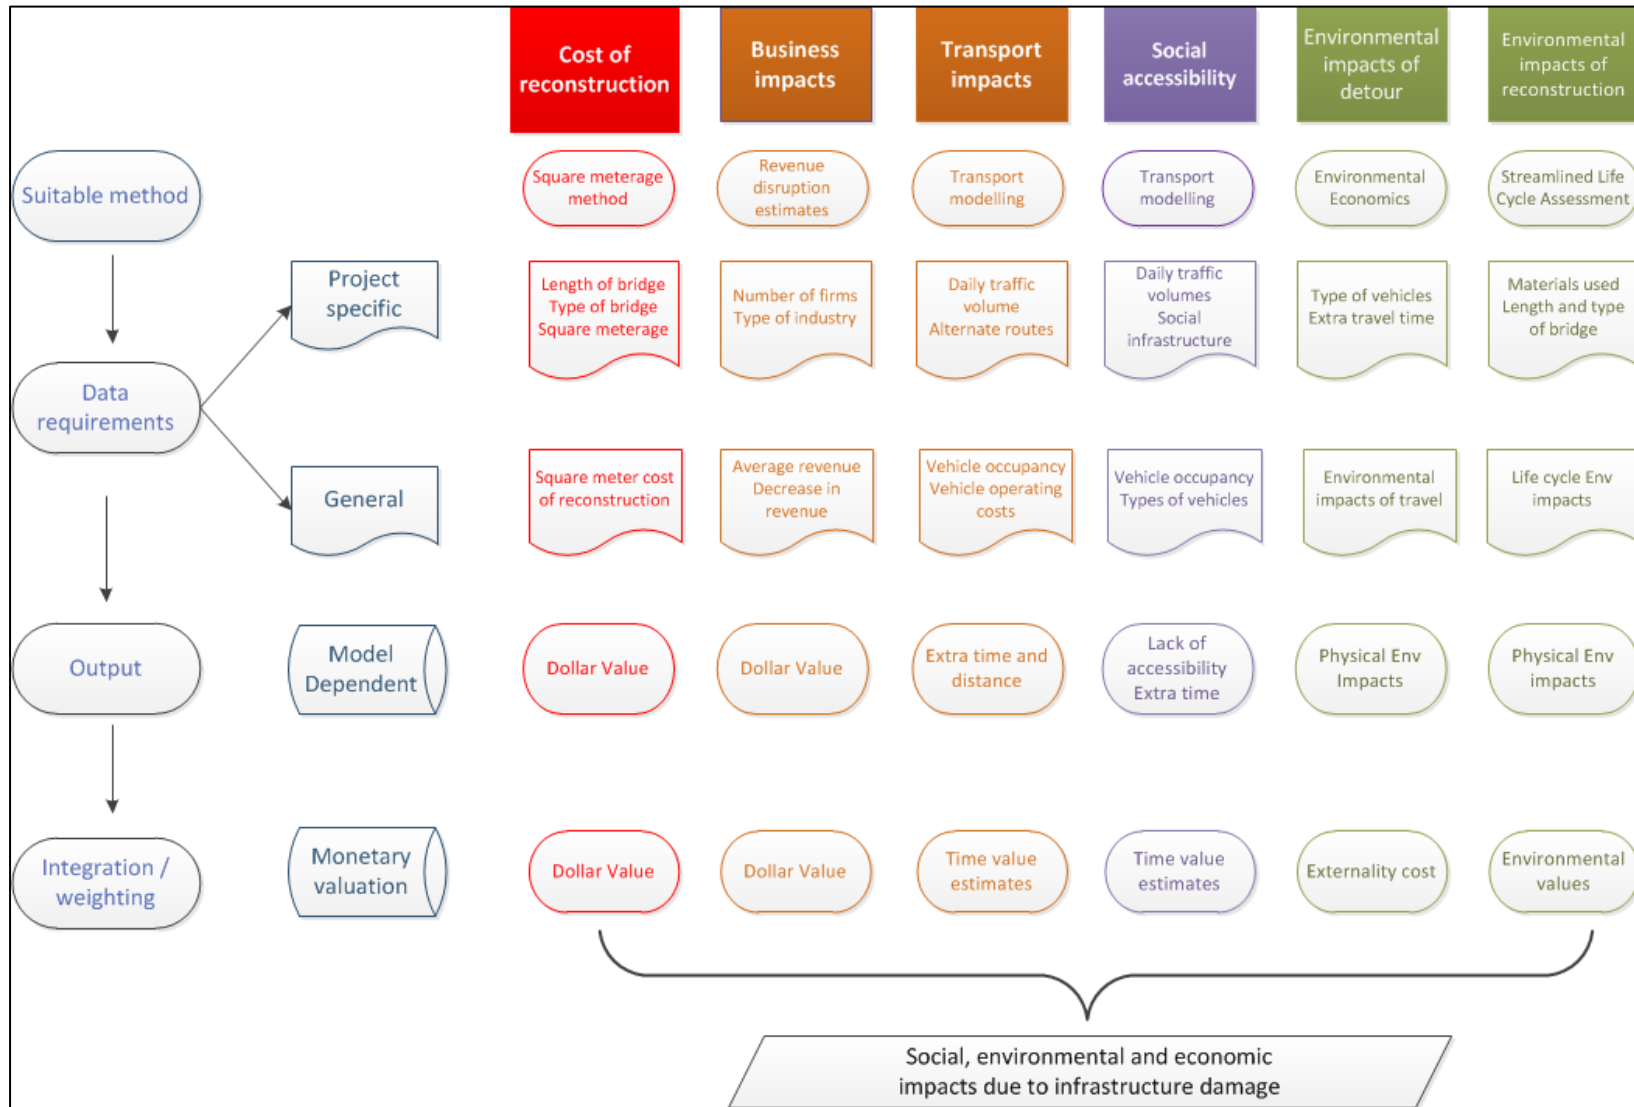 Cost of
reconstruction
Business
impacts
Transport
impacts
Social
accessibility
Environmental
impacts of
detour
Environmental
impacts of
reconstruction
Suitable method
Square meterage
method
Revenue
disruption
estimates
Transport
modelling
Transport
modelling
Environmental
Economics
Streamlined Life
Cycle Assessment
Data
requirements
Project
specific
Length of bridge
Type of bridge
Square meterage
Number of firms
Type of industry
Daily traffic
volume
Alternate routes
Daily traffic
volumes
Social
infrastructure
Type of vehicles
Extra travel time
Materials used
Length and type
of bridge
General
Square meter cost
of reconstruction
Average revenue
Decrease in
revenue
Vehicle occupancy
Vehicle operating
costs
Vehicle occupancy
Types of vehicles
Environmental
impacts of travel
Life cycle Env
impacts
Output
Model
Dependent
Dollar Value
Dollar Value
Extra time and
distance
Lack of
accessibility
Extra time
Physical Env
Impacts
Physical Env
impacts
Integration /
weighting
Monetary
valuation
Dollar Value
Dollar Value
Time value
estimates
Time value
estimates
Externality cost
Environmental
values
Social, environmental and economic
impacts due to infrastructure damage